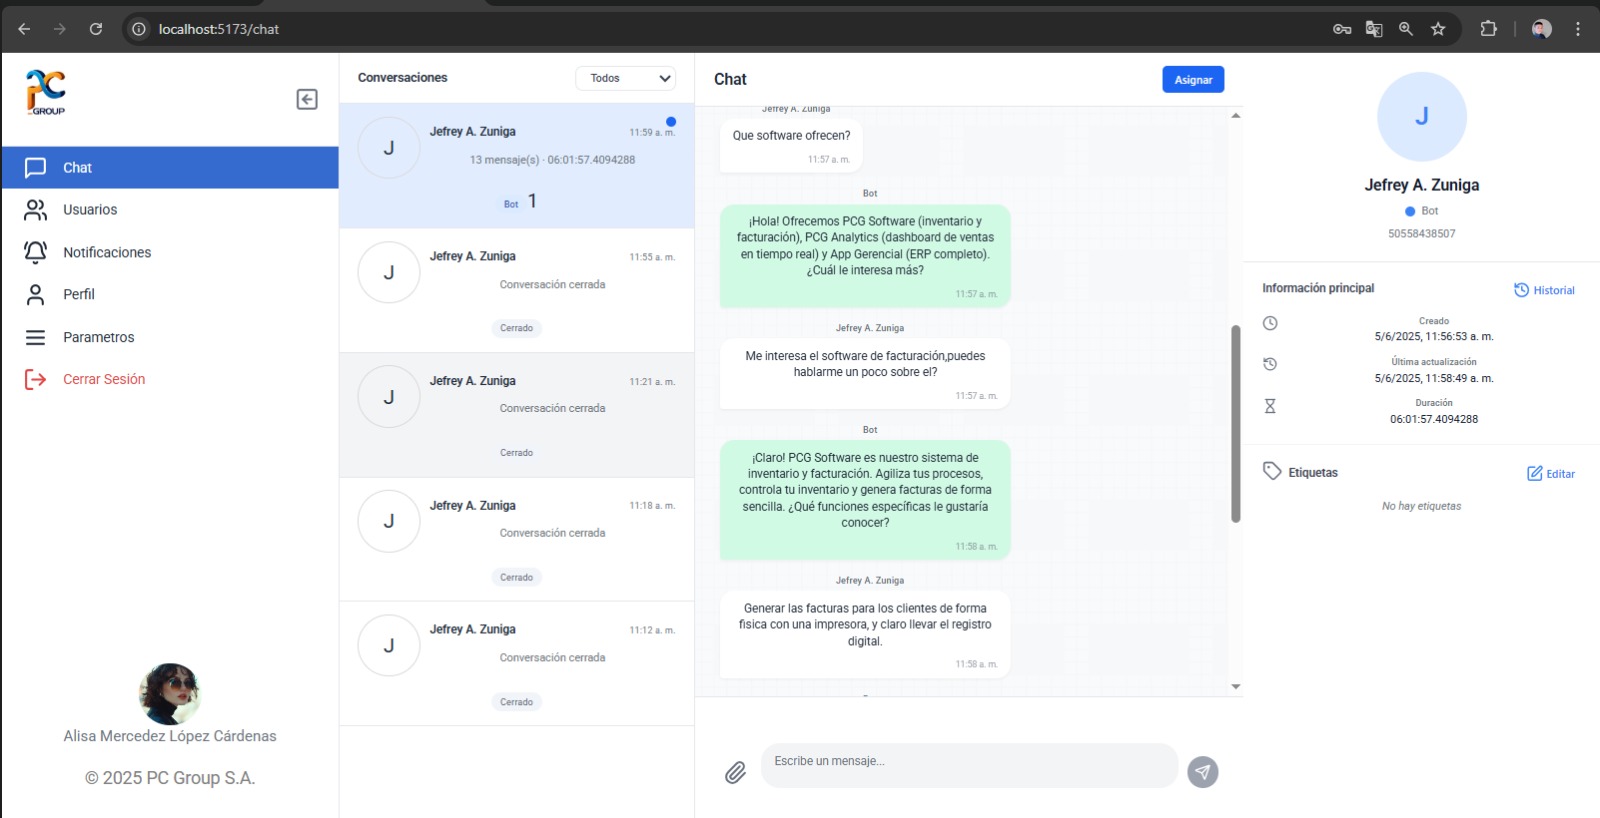 localhost:5173/chat
PC
GROUP
Chat
Usuarios
Notificaciones
Perfil
Parametros
Cerrar Sesión
Alisa Mercedez López Cárdenas
© 2025 PC Group S.A.
Conversaciones
Todos
J
Jefrey A. Zuniga
11:59 a. m.
13 mensaje(s) · 06:01:57.4094288
Bot 1
J
Jefrey A. Zuniga
11:55 a. m.
Conversación cerrada
Cerrado
J
Jefrey A. Zuniga
11:21 a. m.
Conversación cerrada
Cerrado
J
Jefrey A. Zuniga
11:18 a. m.
Conversación cerrada
Cerrado
J
Jefrey A. Zuniga
11:12 a. m.
Conversación cerrada
Cerrado
Chat
Asignar
Jefrey A. Zuniga
Que software ofrecen?
11:57 a. m.
Bot
¡Hola! Ofrecemos PCG Software (inventario y
facturación), PCG Analytics (dashboard de ventas
en tiempo real) y App Gerencial (ERP completo).
¿Cuál le interesa más?
11:57 a. m.
Jefrey A. Zuniga
Me interesa el software de facturación,puedes
hablarme un poco sobre el?
11:57 a. m.
Bot
¡Claro! PCG Software es nuestro sistema de
inventario y facturación. Agiliza tus procesos,
controla tu inventario y genera facturas de forma
sencilla. ¿Qué funciones específicas le gustaría
conocer?
11:58 a. m.
Jefrey A. Zuniga
Generar las facturas para los clientes de forma
fisica con una impresora, y claro llevar el registro
digital.
11:58 a. m.
Escribe un mensaje...
J
Jefrey A. Zuniga
Bot
50558438507
Información principal
Historial
Creado
5/6/2025, 11:56:53 a. m.
Última actualización
5/6/2025, 11:58:49 a. m.
Duración
06:01:57.4094288
Etiquetas
Editar
No hay etiquetas